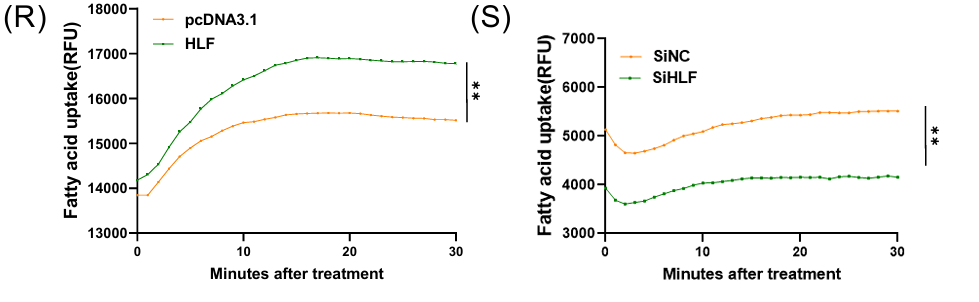 (R)
Fatty acid uptake(RFU)
18000
17000
16000
15000
14000
13000
pcDNA3.1
HLF
**
0 10 20 30
Minutes after treatment
(S)
Fatty acid uptake(RFU)
7000
6000
5000
4000
3000
SiNC
SiHLF
**
0 10 20 30
Minutes after treatment